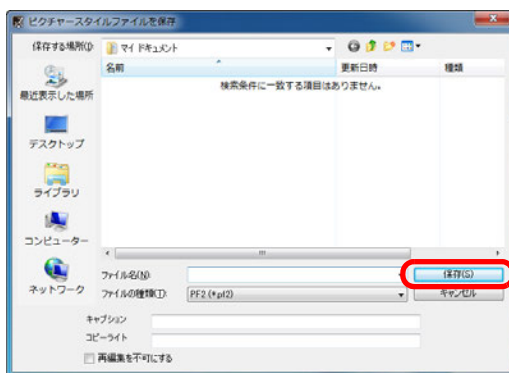 ピクチャースタイルファイルを保存
保存する場所(I):
マイ ドキュメント
名前
更新日時
種類
検索条件に一致する項目はありません。
最近表示した場所
デスクトップ
ライブラリ
コンピューター
ネットワーク
ファイル名(N):
保存(S)
ファイルの種類(T):
PF2 (*.pf2)
キャンセル
キャプション
コピーライト
再編集を不可にする